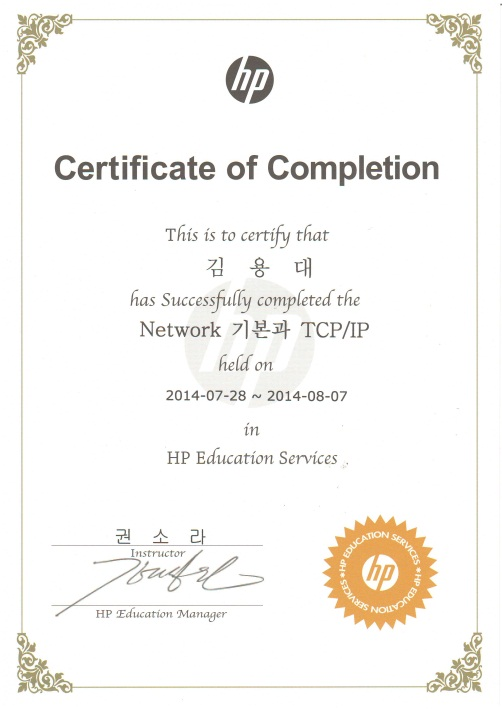 hp
Certificate of Completion
This is to certify that
김 용 대
has Successfully completed the
Network 기본과 TCP/IP
held on
2014-07-28 ~ 2014-08-07
in
HP Education Services
권 소 라
Instructor
HP Education Manager
HP EDUCATION SERVICES * HP EDUCATION SERVICES *
hp